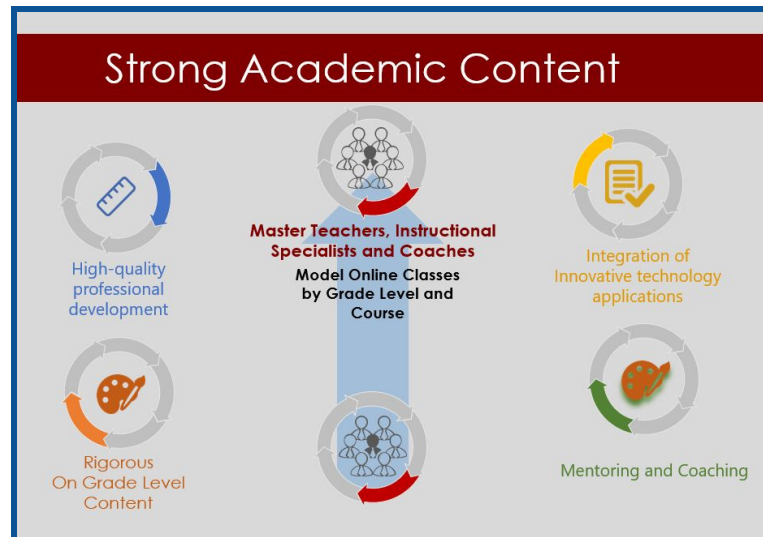 Strong Academic Content
High-quality
professional
development
Master Teachers, Instructional
Specialists and Coaches
Model Online Classes
by Grade Level and
Course
Integration of
Innovative technology
applications
Rigorous
On Grade Level
Content
Mentoring and Coaching